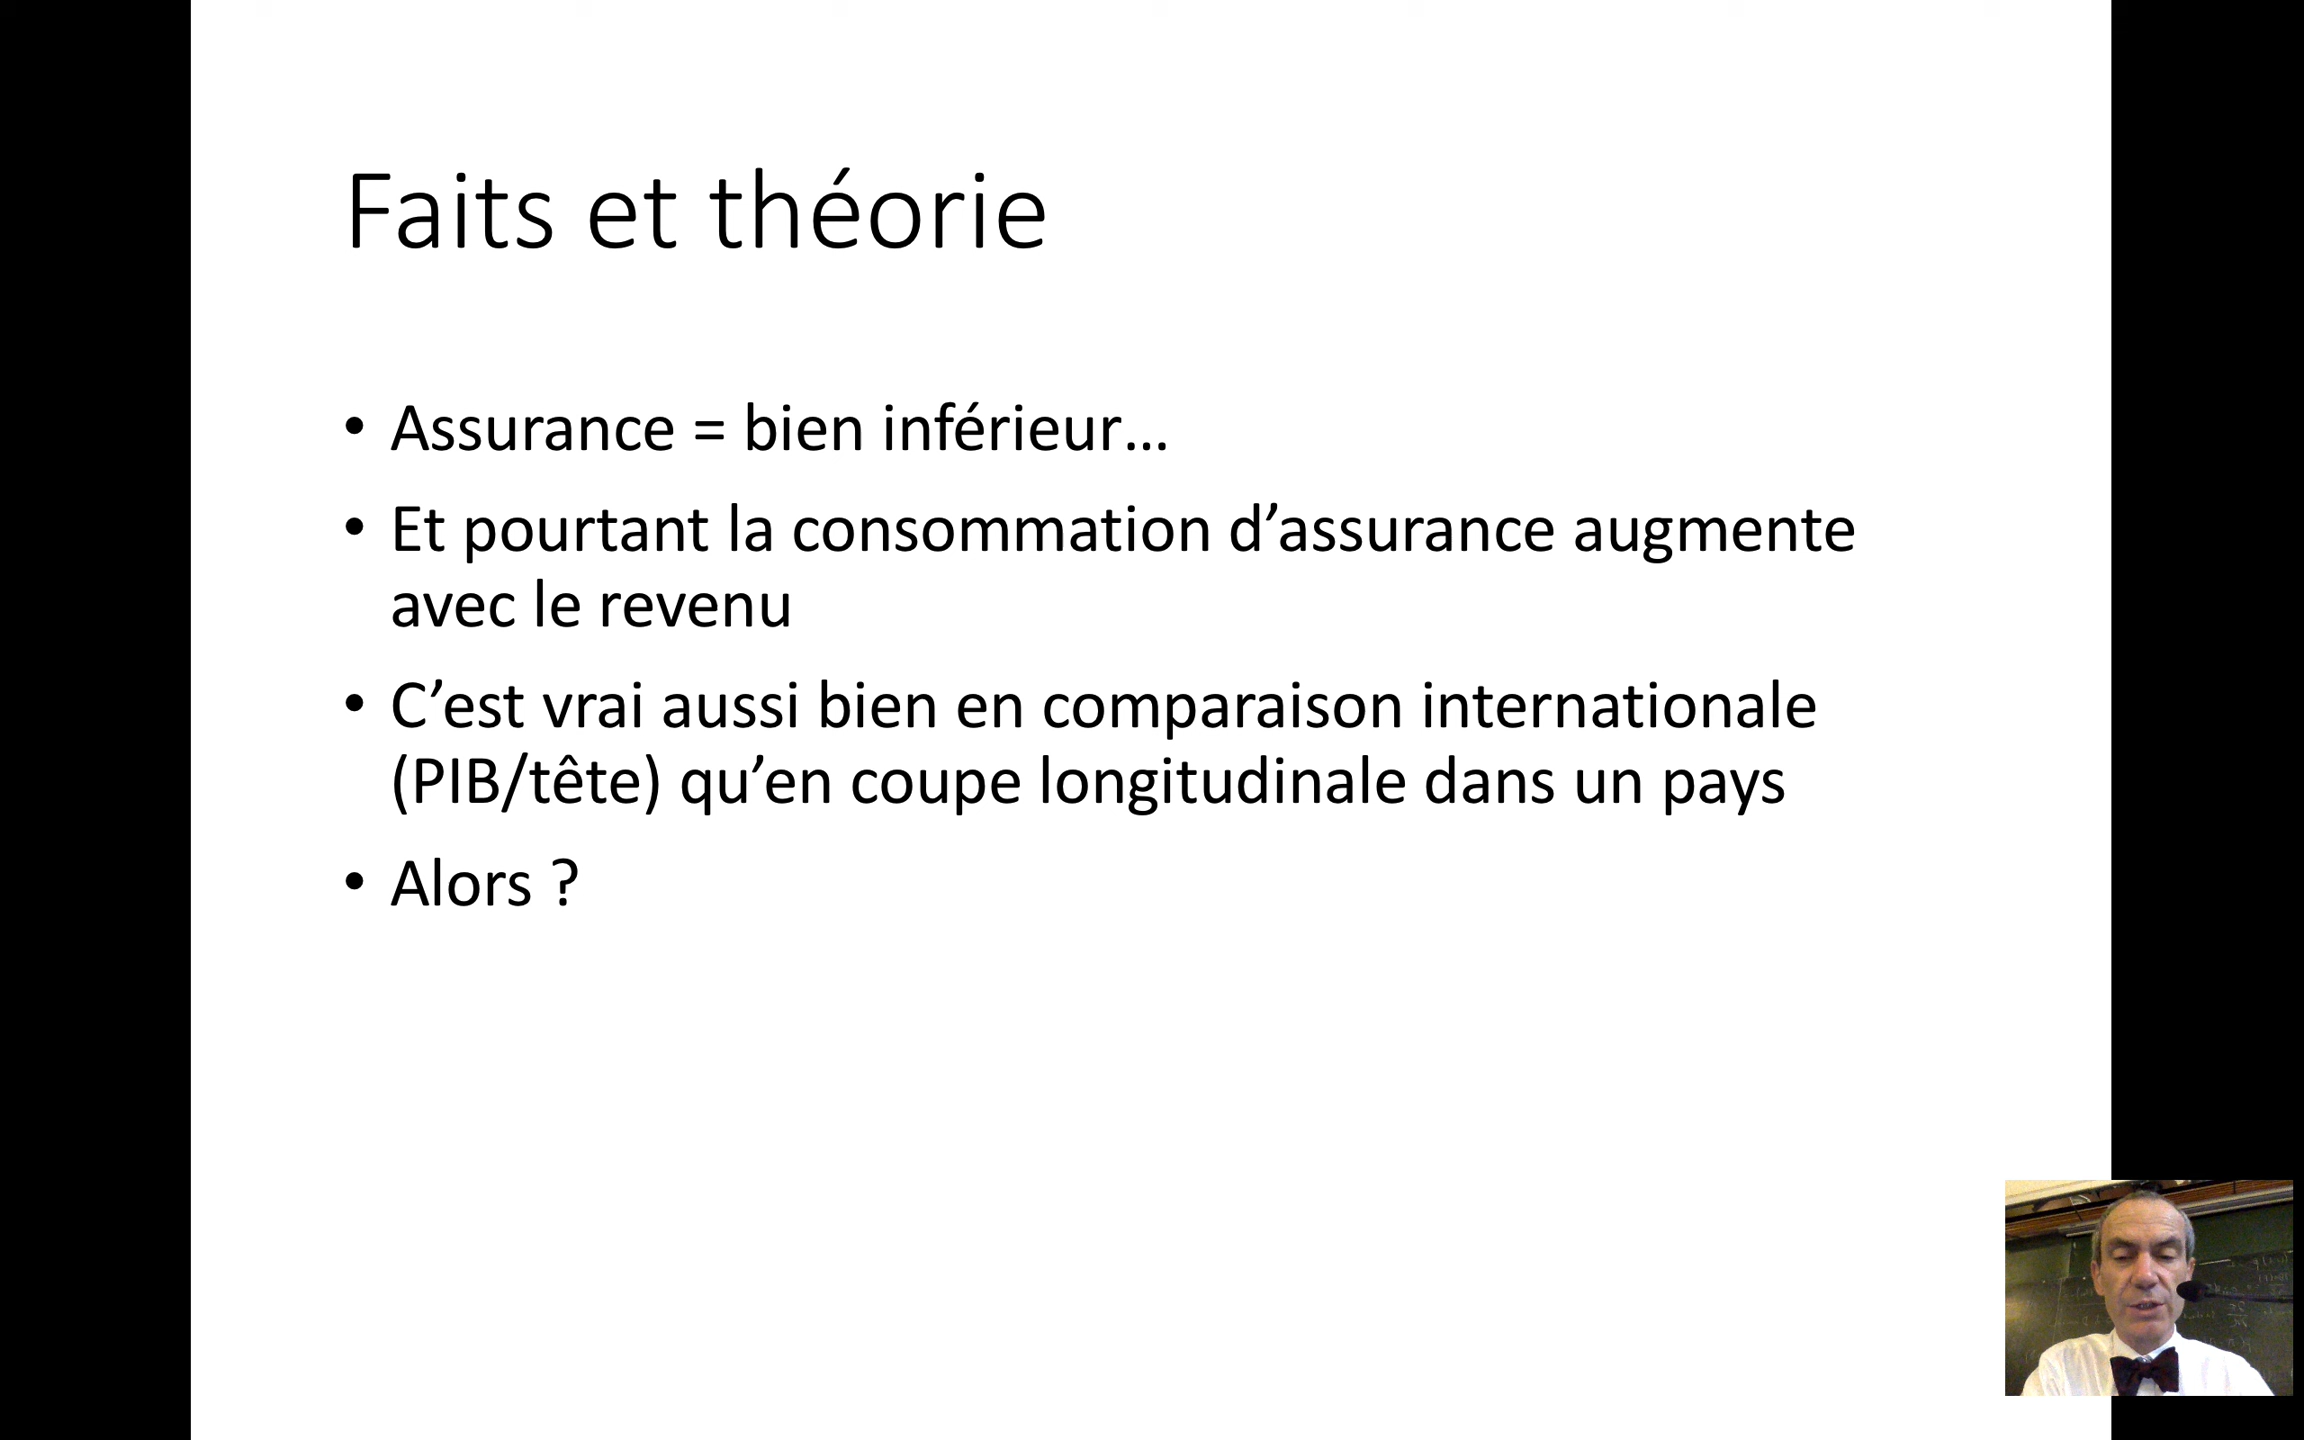 Faits et théorie
• Assurance = bien inférieur…
• Et pourtant la consommation d’assurance augmente
avec le revenu
• C’est vrai aussi bien en comparaison internationale
(PIB/tête) qu’en coupe longitudinale dans un pays
• Alors ?